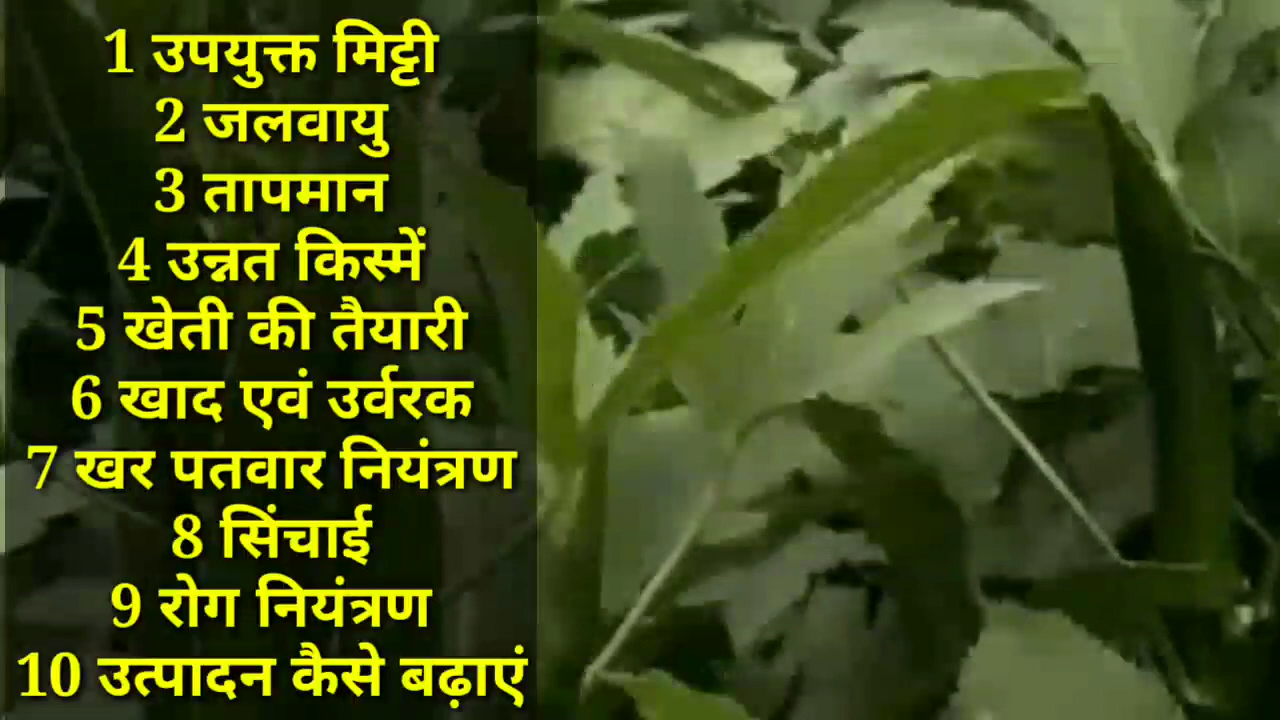 1 उपयुक्त मिट्टी
2 जलवायु
3 तापमान
4 उन्नत किस्में
5 खेती की तैयारी
6 खाद एवं उर्वरक
7 खर पतवार नियंत्रण
8 सिंचाई
9 रोग नियंत्रण
10 उत्पादन कैसे बढ़ाएं